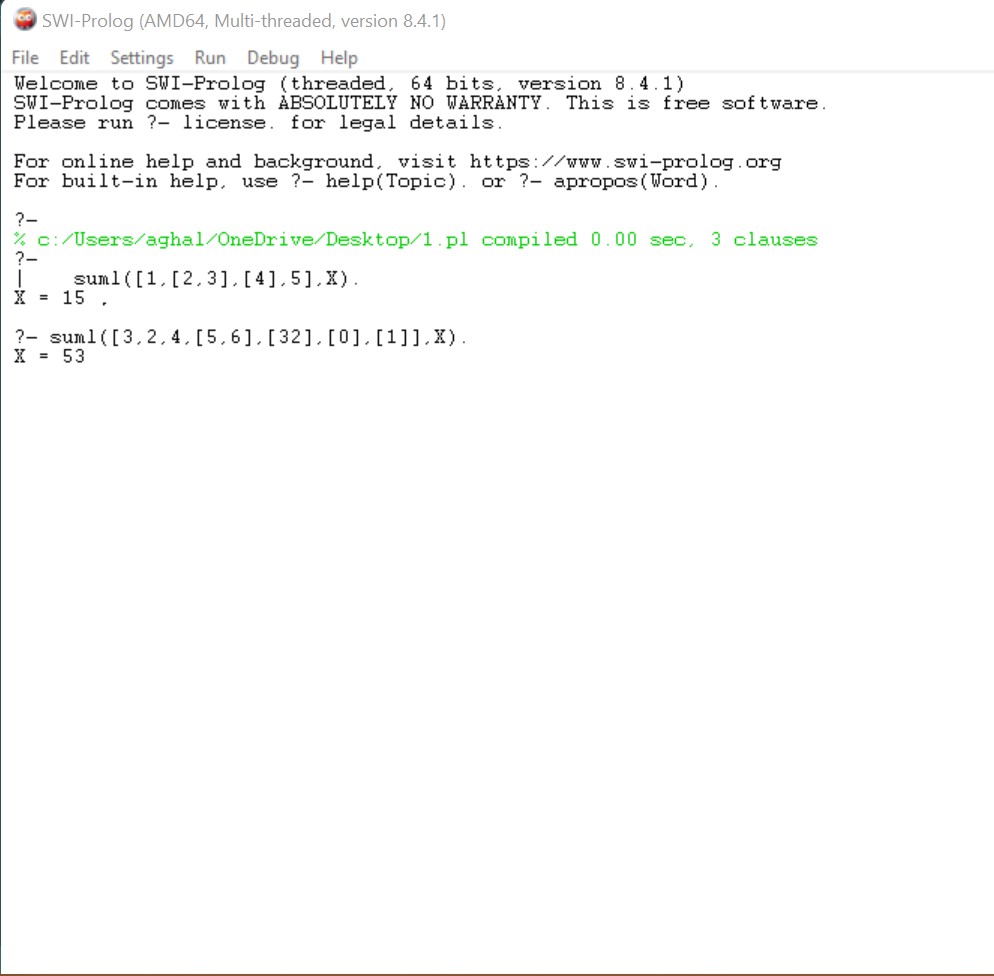 SWI-Prolog (AMD64, Multi-threaded, version 8.4.1)
File Edit Settings Run Debug Help
Welcome to SWI-Prolog (threaded, 64 bits, version 8.4.1)
SWI-Prolog comes with ABSOLUTELY NO WARRANTY. This is free software.
Please run ?- license. for legal details.
For online help and background, visit https://www.swi-prolog.org
For built-in help, use ?- help(Topic). or ?- apropos(Word).
?-
% c:/Users/aghal/OneDrive/Desktop/1.pl compiled 0.00 sec, 3 clauses
?-
|    suml([1,[2,3],[4],5],X).
X = 15 .
?- suml([3,2,4,[5,6],[32],[0],[1]],X).
X = 53